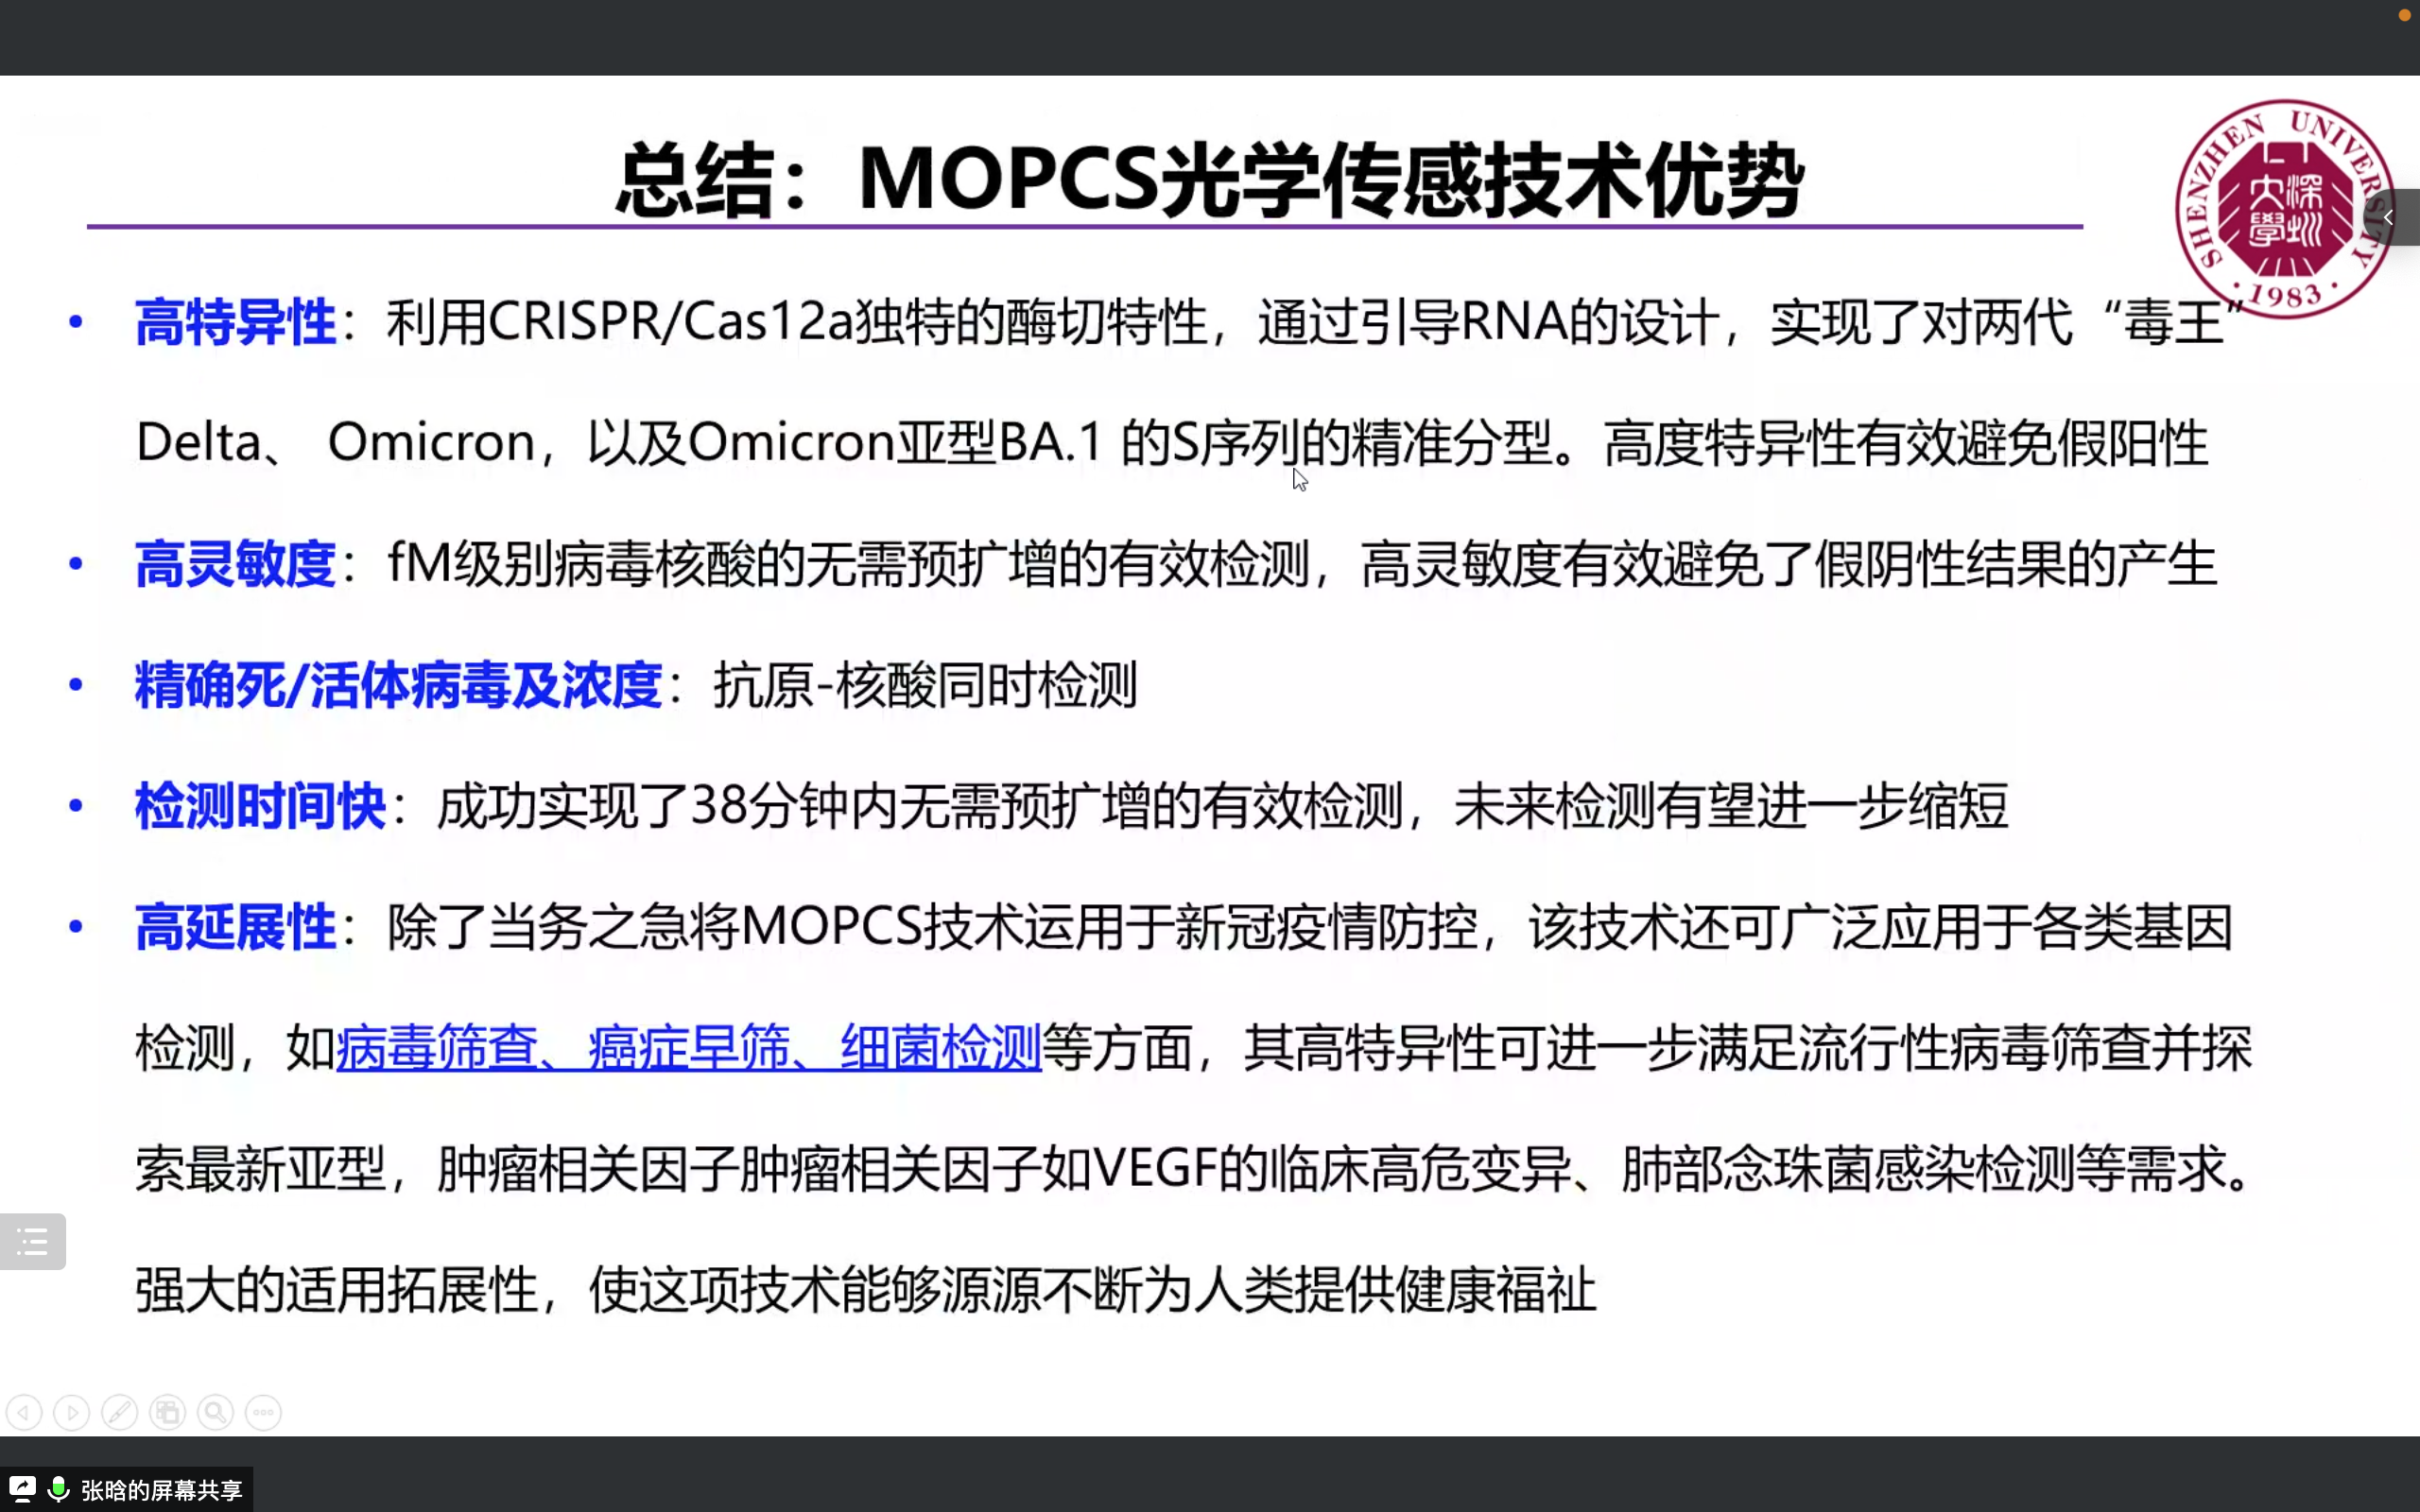 总结：MOPCS光学传感技术优势
SHENZHEN UNIVERSITY
深圳
大學
·1983·
• 高特异性：利用CRISPR/Cas12a独特的酶切特性，通过引导RNA的设计，实现了对两代“毒王”
Delta、 Omicron，以及Omicron亚型BA.1 的S序列的精准分型。高度特异性有效避免假阳性
• 高灵敏度：fM级别病毒核酸的无需预扩增的有效检测，高灵敏度有效避免了假阴性结果的产生
• 精确死/活体病毒及浓度：抗原-核酸同时检测
• 检测时间快：成功实现了38分钟内无需预扩增的有效检测，未来检测有望进一步缩短
• 高延展性：除了当务之急将MOPCS技术运用于新冠疫情防控，该技术还可广泛应用于各类基因
检测，如病毒筛查、癌症早筛、细菌检测等方面，其高特异性可进一步满足流行性病毒筛查并探
索最新亚型，肿瘤相关因子肿瘤相关因子如VEGF的临床高危变异、肺部念珠菌感染检测等需求。
强大的适用拓展性，使这项技术能够源源不断为人类提供健康福祉
张晗的屏幕共享